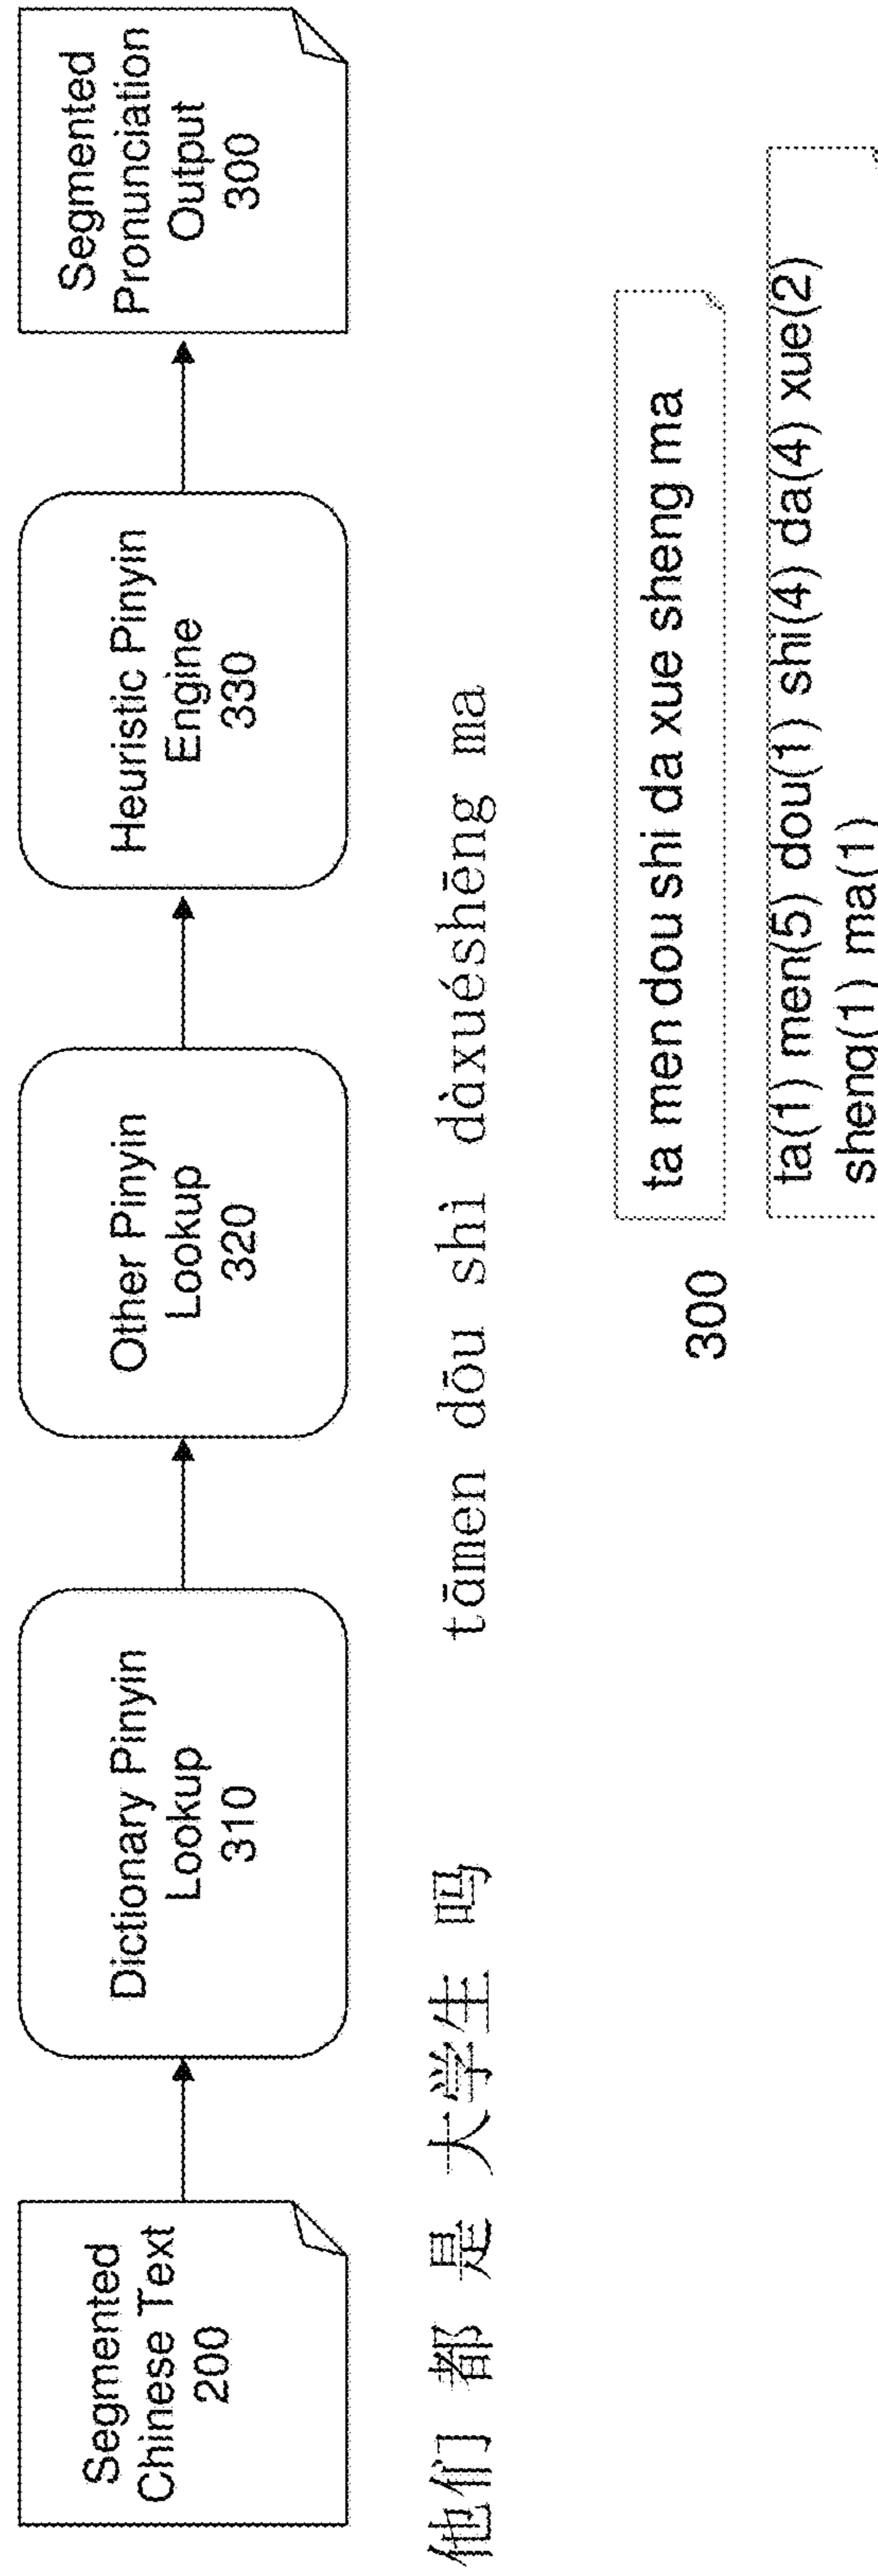 Segmented
Chinese Text
200
Dictionary Pinyin
Lookup
310
Other Pinyin
Lookup
320
Heuristic Pinyin
Engine
330
Segmented
Pronunciation
Output
300
他们 都 是 大学生 吗
tāmen dōu shì dàxuéshēng ma
300
ta men dou shi da xue sheng ma
ta(1) men(5) dou(1) shi(4) da(4) xue(2)
sheng(1) ma(1)